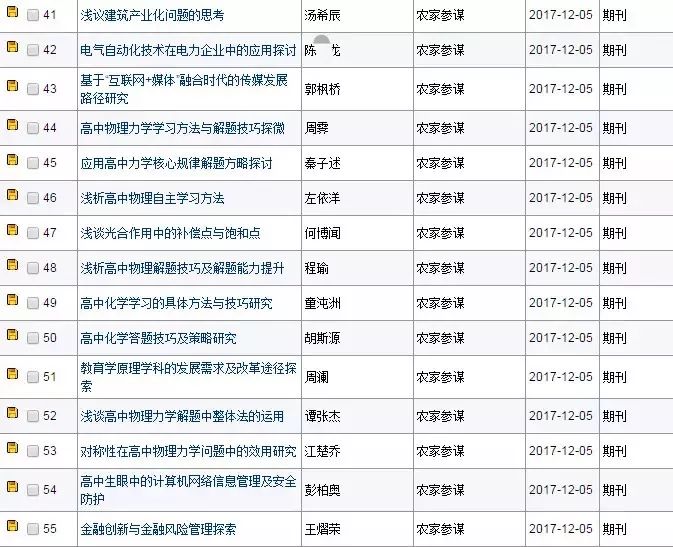 41 浅议建筑产业化问题的思考 汤希辰 农家参谋 2017-12-05 期刊
42 电气自动化技术在电力企业中的应用探讨 陈 龙 农家参谋 2017-12-05 期刊
43 基于“互联网+媒体”融合时代的传媒发展 郭枫桥 农家参谋 2017-12-05 期刊
路径研究
44 高中物理力学学习方法与解题技巧探微 周霏 农家参谋 2017-12-05 期刊
45 应用高中力学核心规律解题方略探讨 秦子述 农家参谋 2017-12-05 期刊
46 浅析高中物理自主学习方法 左依洋 农家参谋 2017-12-05 期刊
47 浅谈光合作用中的补偿点与饱和点 何博闻 农家参谋 2017-12-05 期刊
48 浅析高中物理解题技巧及解题能力提升 程瑜 农家参谋 2017-12-05 期刊
49 高中化学学习的具体方法与技巧研究 童沌洲 农家参谋 2017-12-05 期刊
50 高中化学答题技巧及策略研究 胡斯源 农家参谋 2017-12-05 期刊
51 教育学原理学科的发展需求及改革途径探 周澜 农家参谋 2017-12-05 期刊
索
52 浅谈高中物理力学解题中整体法的运用 谭张杰 农家参谋 2017-12-05 期刊
53 对称性在高中物理力学问题中的效用研究 江楚乔 农家参谋 2017-12-05 期刊
54 高中生眼中的计算机网络信息管理及安全 彭柏奥 农家参谋 2017-12-05 期刊
防护
55 金融创新与金融风险管理探索 王熠荣 农家参谋 2017-12-05 期刊